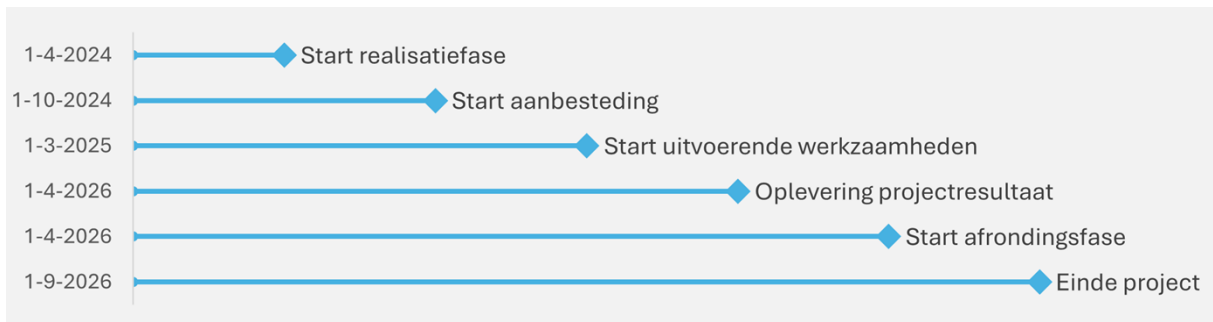 1-4-2024 Start realisatiefase
1-10-2024 Start aanbesteding
1-3-2025 Start uitvoerende werkzaamheden
1-4-2026 Oplevering projectresultaat
1-4-2026 Start afrondingsfase
1-9-2026 Einde project